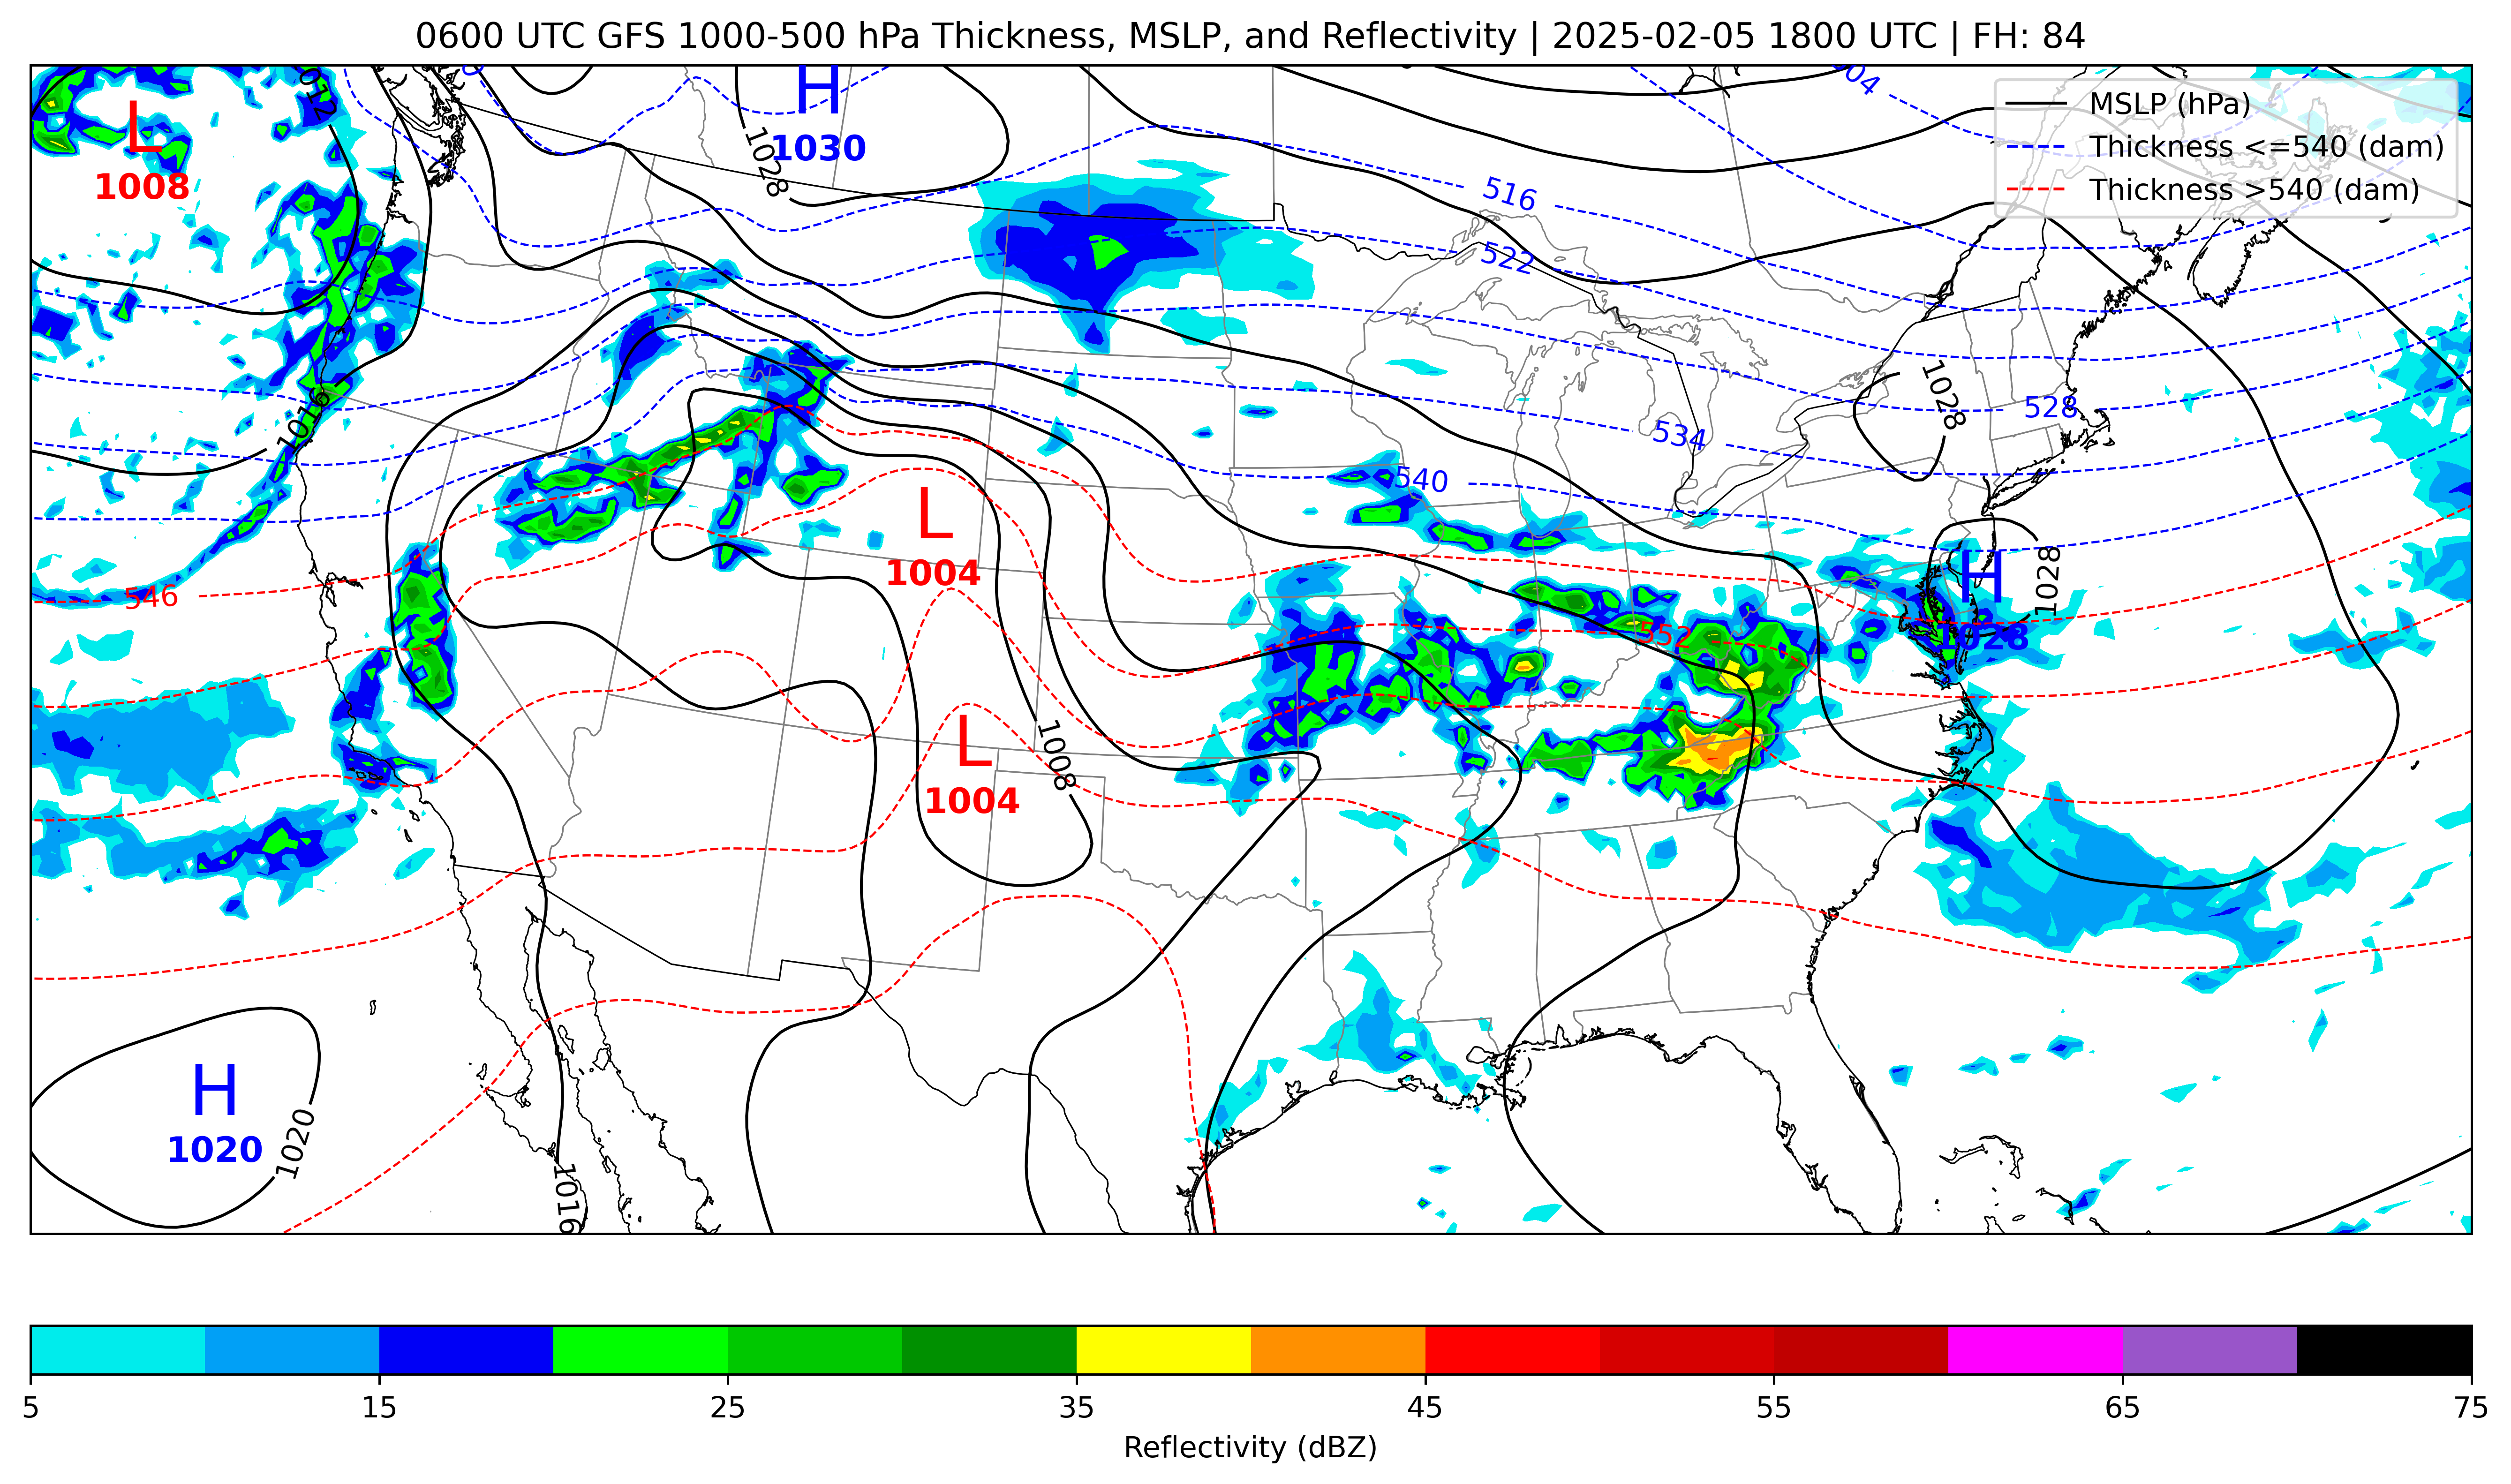 0600 UTC GFS 1000-500 hPa Thickness, MSLP, and Reflectivity | 2025-02-05 1800 UTC | FH: 84
MSLP (hPa)
Thickness <=540 (dam)
Thickness >540 (dam)
L
1008
H
1030
1028
516
522
528
534
540
1028
1016
L
1004
H
1028
1028
546
552
L
1004
1008
H
1020
1020
1016
5 15 25 35 45 55 65 75
Reflectivity (dBZ)